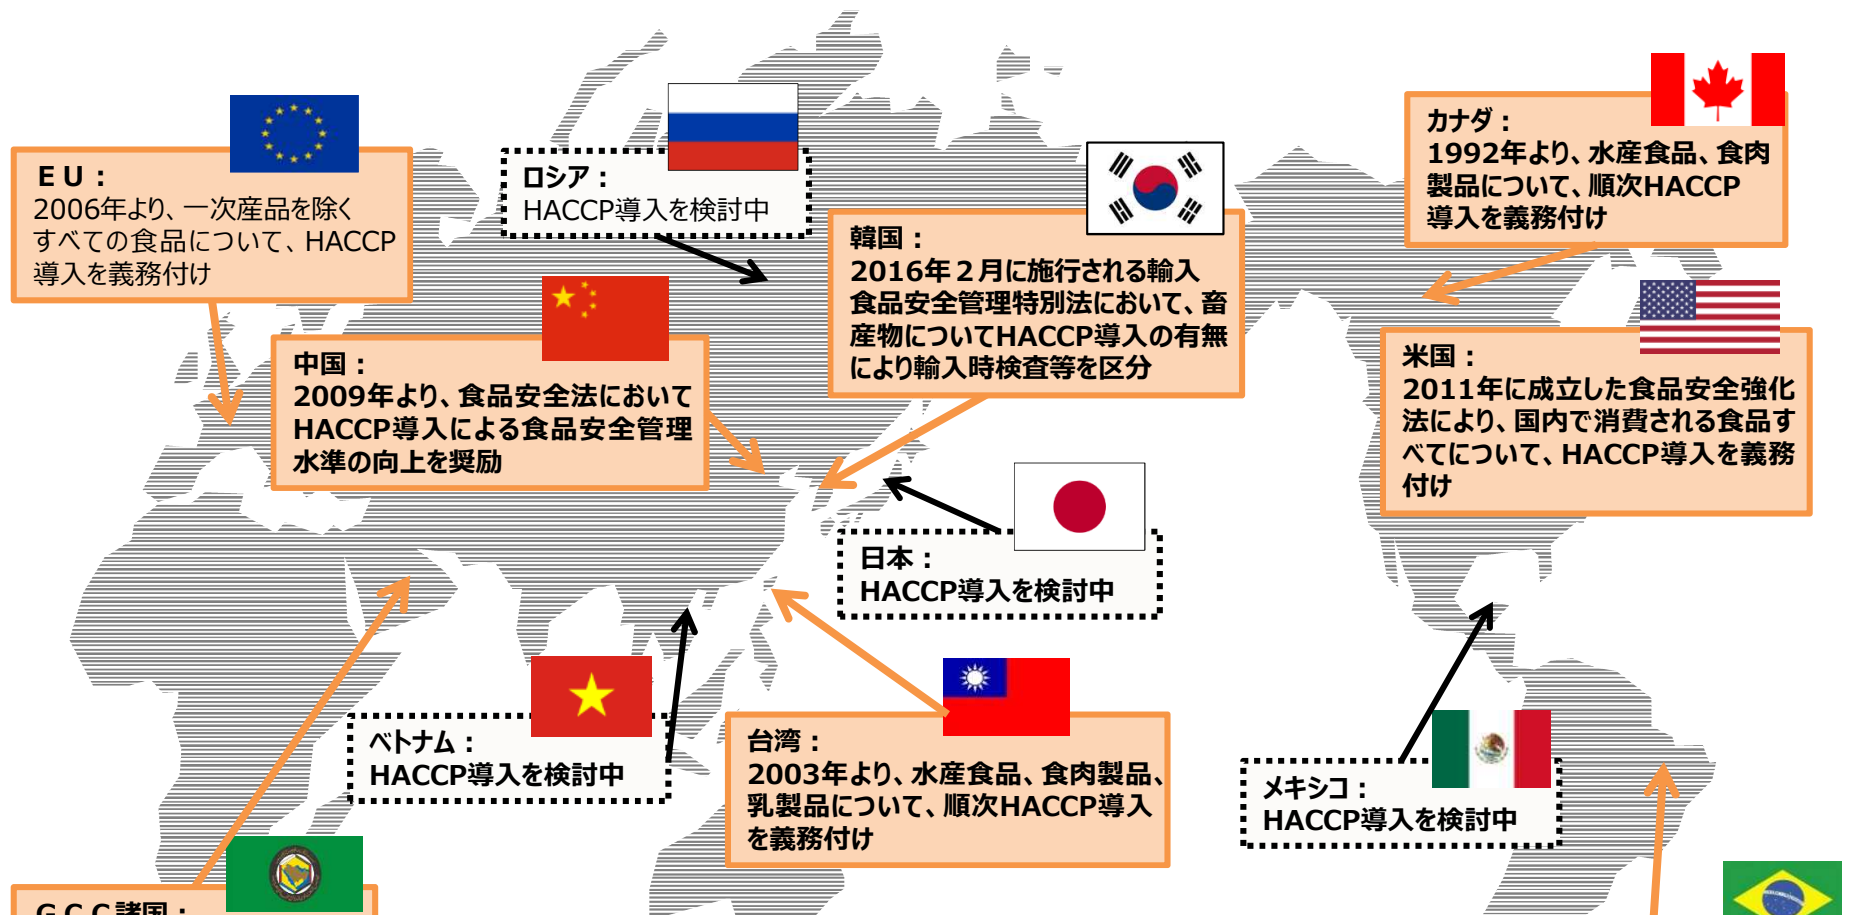 EU：
2006年より、一次産品を除く
すべての食品について、HACCP
導入を義務付け
ロシア：
HACCP導入を検討中
韓国：
2016年２月に施行される輸入
食品安全管理特別法において、畜
産物についてHACCP導入の有無
により輸入時検査等を区分
カナダ：
1992年より、水産食品、食肉
製品について、順次HACCP
導入を義務付け
中国：
2009年より、食品安全法において
HACCP導入による食品安全管理
水準の向上を奨励
米国：
2011年に成立した食品安全強化
法により、国内で消費される食品す
べてについて、HACCP導入を義務
付け
日本：
HACCP導入を検討中
ベトナム：
HACCP導入を検討中
台湾：
2003年より、水産食品、食肉製品、
乳製品について、順次HACCP導入
を義務付け
メキシコ：
HACCP導入を検討中
GCC諸国：